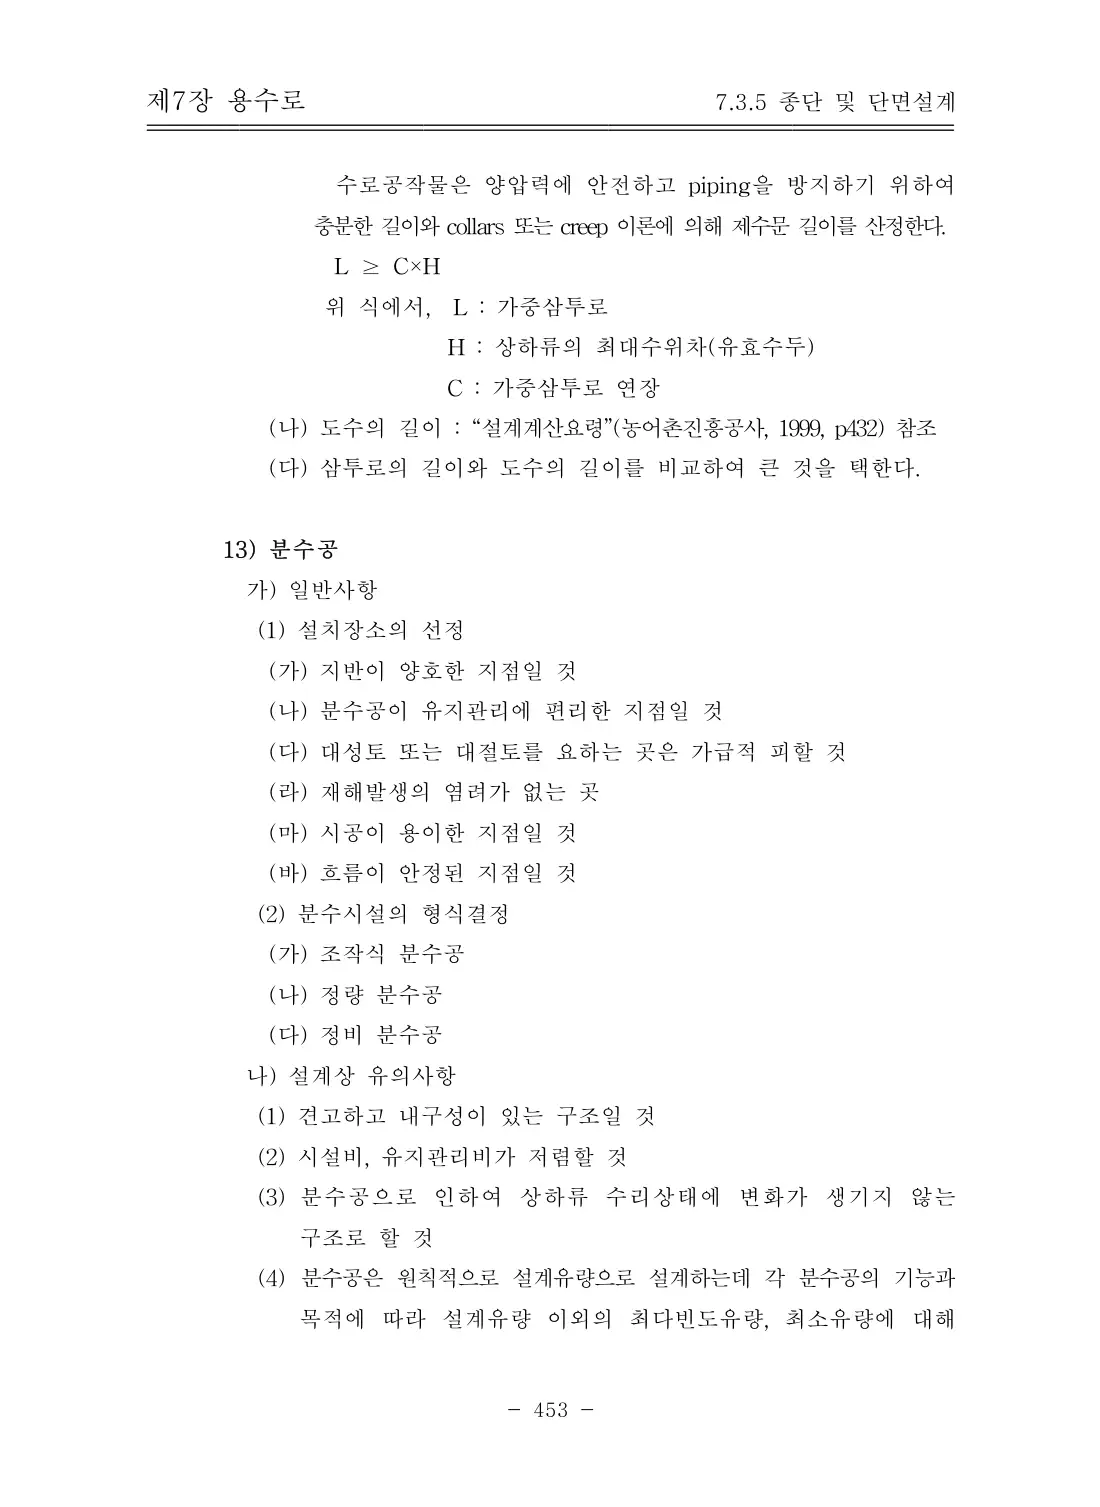 제7장 용수로
7.3.5 종단 및 단면설계
수로공작물은 양압력에 안전하고 piping을 방지하기 위하여
충분한 길이와 collars 또는 creep 이론에 의해 제수문 길이를 산정한다.
L ≥ C×H
위 식에서, L : 가중삼투로
H : 상하류의 최대수위차(유효수두)
C : 가중삼투로 연장
(나) 도수의 길이 : “설계계산요령”(농어촌진흥공사, 1999, p432) 참조
(다) 삼투로의 길이와 도수의 길이를 비교하여 큰 것을 택한다.
13) 분수공
가) 일반사항
(1) 설치장소의 선정
(가) 지반이 양호한 지점일 것
(나) 분수공이 유지관리에 편리한 지점일 것
(다) 대성토 또는 대절토를 요하는 곳은 가급적 피할 것
(라) 재해발생의 염려가 없는 곳
(마) 시공이 용이한 지점일 것
(바) 흐름이 안정된 지점일 것
(2) 분수시설의 형식결정
(가) 조작식 분수공
(나) 정량 분수공
(다) 정비 분수공
나) 설계상 유의사항
(1) 견고하고 내구성이 있는 구조일 것
(2) 시설비, 유지관리비가 저렴할 것
(3) 분수공으로 인하여 상하류 수리상태에 변화가 생기지 않는
구조로 할 것
(4) 분수공은 원칙적으로 설계유량으로 설계하는데 각 분수공의 기능과
목적에 따라 설계유량 이외의 최다빈도유량, 최소유량에 대해
- 453 -